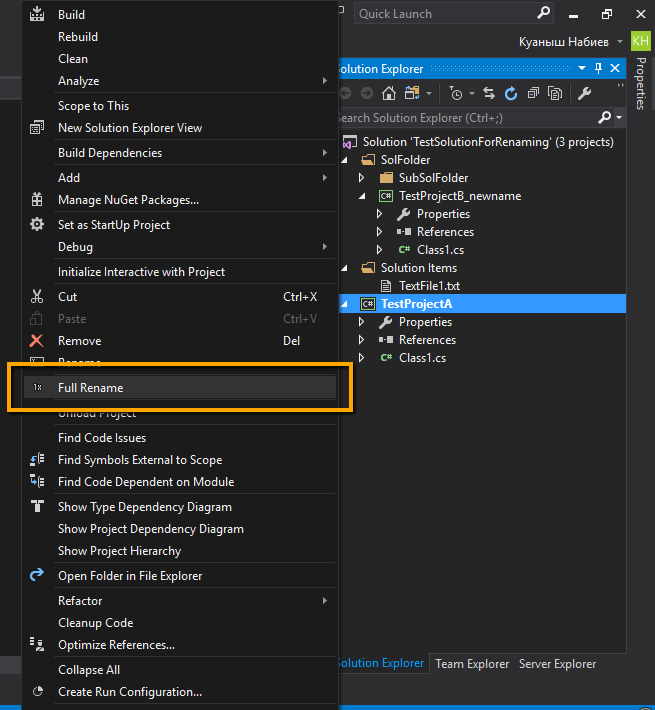 Build
Rebuild
Clean
Analyze
Scope to This
New Solution Explorer View
Build Dependencies
Add
Manage NuGet Packages...
Set as StartUp Project
Debug
Initialize Interactive with Project
Cut Ctrl+X
Paste Ctrl+V
Remove Del
Rename
1x Full Rename
Unload Project
Find Code Issues
Find Symbols External to Scope
Find Code Dependent on Module
Show Type Dependency Diagram
Show Project Dependency Diagram
Show Project Hierarchy
Open Folder in File Explorer
Refactor
Cleanup Code
Optimize References...
Collapse All
Create Run Configuration...
Quick Launch
Куаныш Набиев KH
Solution Explorer
Search Solution Explorer (Ctrl+;)
Solution 'TestSolutionForRenaming' (3 projects)
SolFolder
SubSolFolder
C# TestProjectB_newname
Properties
References
C# Class1.cs
Solution Items
TextFile1.txt
C# TestProjectA
Properties
References
C# Class1.cs
Solution Explorer Team Explorer Server Explorer
Properties